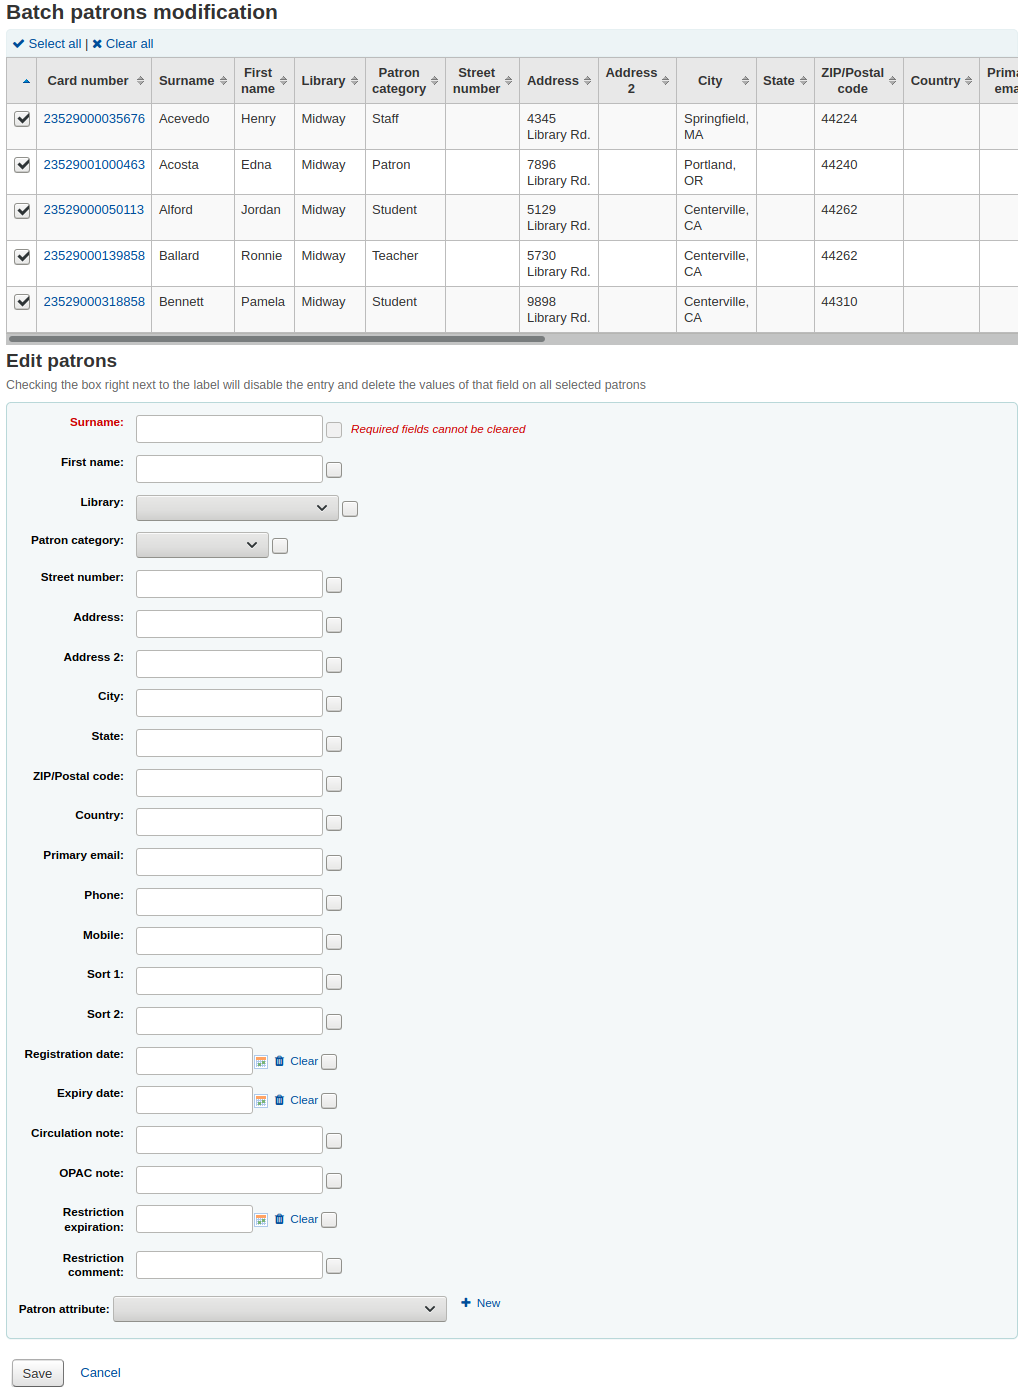 Batch patrons modification
Select all | Clear all
Card number Surname First name Library Patron category Street number Address Address 2 City State ZIP/Postal code Country
23529000035676 Acevedo Henry Midway Staff 4345 Library Rd. Springfield, MA 44224
23529001000463 Acosta Edna Midway Patron 7896 Library Rd. Portland, OR 44240
23529000050113 Alford Jordan Midway Student 5129 Library Rd. Centerville, CA 44262
23529000139858 Ballard Ronnie Midway Teacher 5730 Library Rd. Centerville, CA 44262
23529000318858 Bennett Pamela Midway Student 9898 Library Rd. Centerville, CA 44310
Edit patrons
Checking the box right next to the label will disable the entry and delete the values of that field on all selected patrons
Surname: Required fields cannot be cleared
First name:
Library:
Patron category:
Street number:
Address:
Address 2:
City:
State:
ZIP/Postal code:
Country:
Primary email:
Phone:
Mobile:
Sort 1:
Sort 2:
Registration date: Clear
Expiry date: Clear
Circulation note:
OPAC note:
Restriction
expiration: Clear
Restriction
comment:
Patron attribute: New
Save Cancel